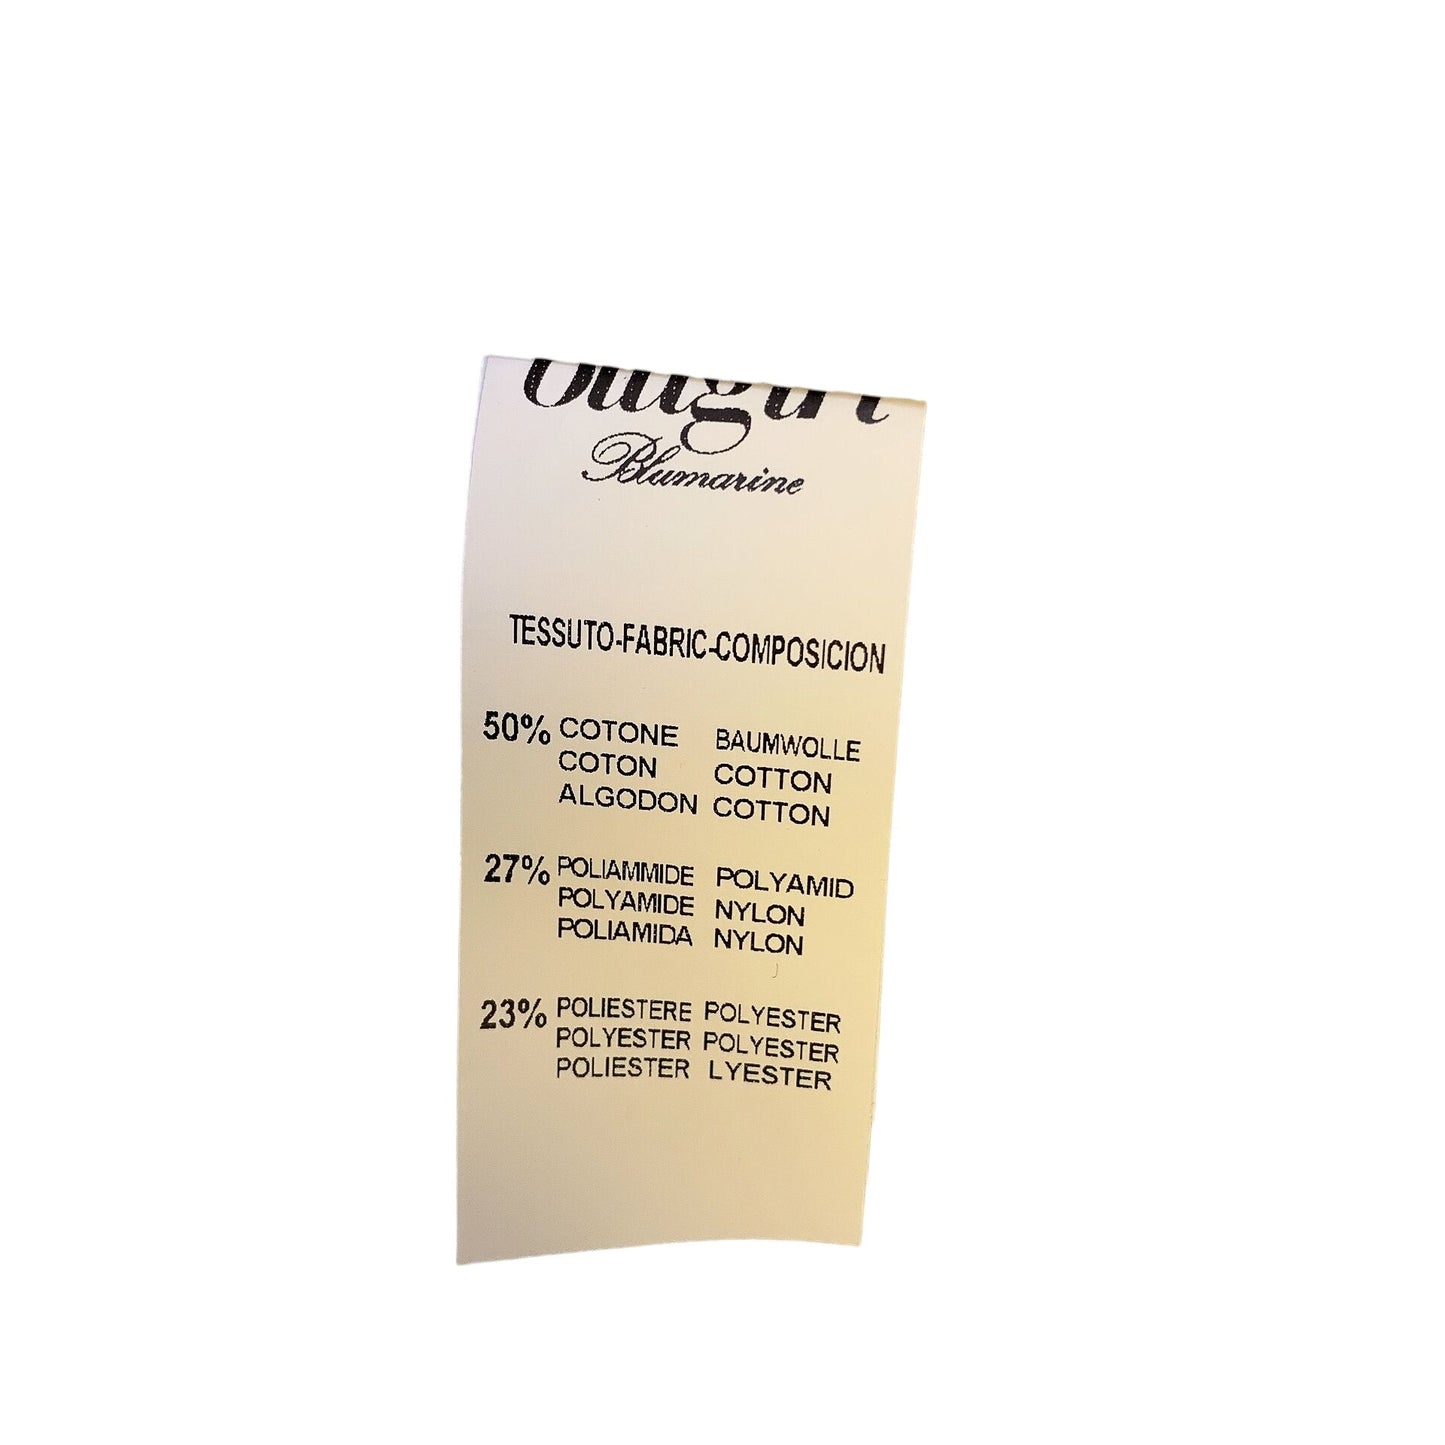 Blugirl
Blumarine
TESSUTO-FABRIC-COMPOSICION
50% COTONE BAUMWOLLE
COTON COTTON
ALGODON COTTON
27% POLIAMMIDE POLYAMID
POLYAMIDE NYLON
POLIAMIDA NYLON
23% POLIESTERE POLYESTER
POLYESTER POLYESTER
POLIESTER LYESTER